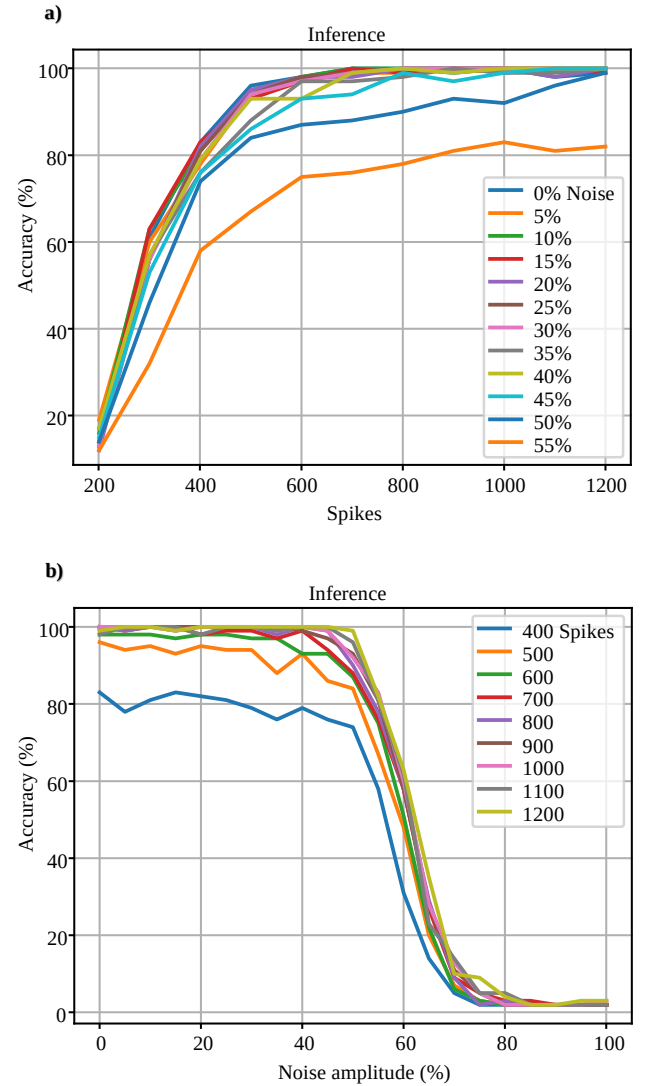 a)
Inference
100
80
60
40
20
Accuracy (%)
0% Noise
5%
10%
15%
20%
25%
30%
35%
40%
45%
50%
55%
200 400 600 800 1000 1200
Spikes
b)
Inference
100
80
60
40
20
0
Accuracy (%)
400 Spikes
500
600
700
800
900
1000
1100
1200
0 20 40 60 80 100
Noise amplitude (%)